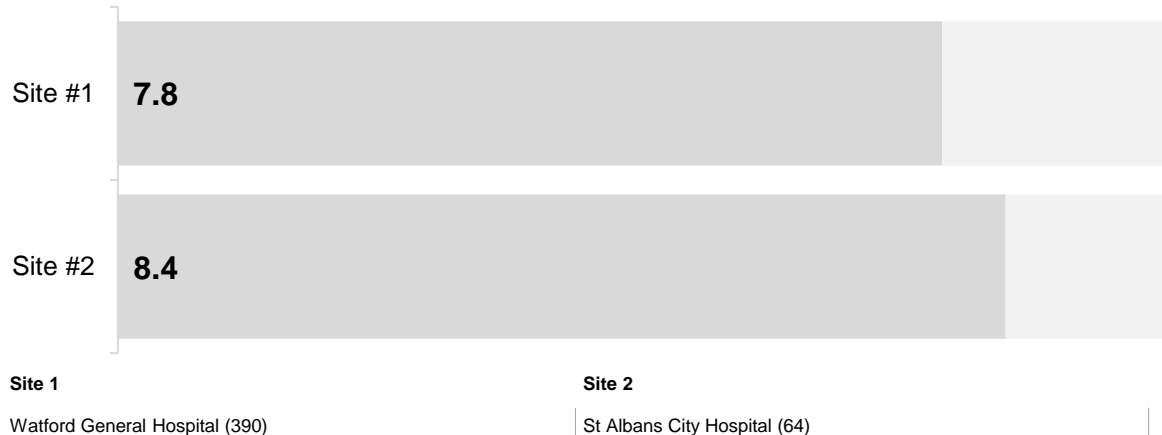 Site #1 7.8
Site #2 8.4
Site 1 Site 2
Watford General Hospital (390) St Albans City Hospital (64)